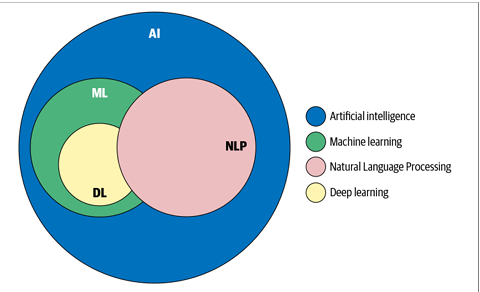 AI
ML
NLP
DL
Artificial intelligence
Machine learning
Natural Language Processing
Deep learning